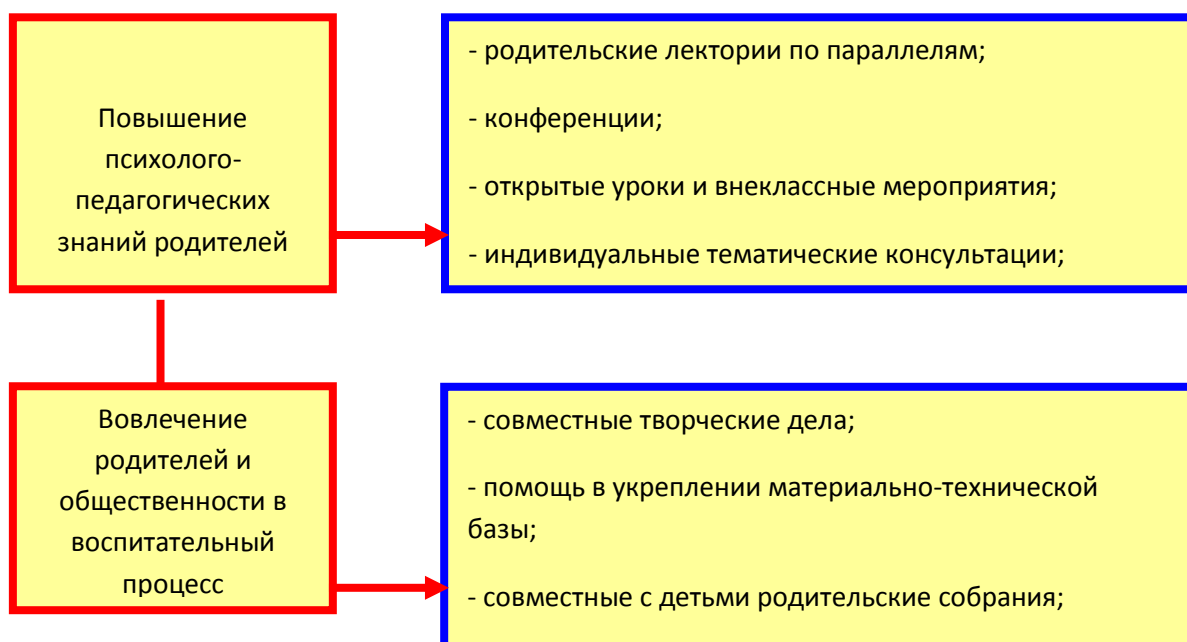 Повышение
психолого-
педагогических
знаний родителей
- родительские лектории по параллелям;
- конференции;
- открытые уроки и внеклассные мероприятия;
- индивидуальные тематические консультации;
Вовлечение
родителей и
общественности в
воспитательный
процесс
- совместные творческие дела;
- помощь в укреплении материально-технической
базы;
- совместные с детьми родительские собрания;